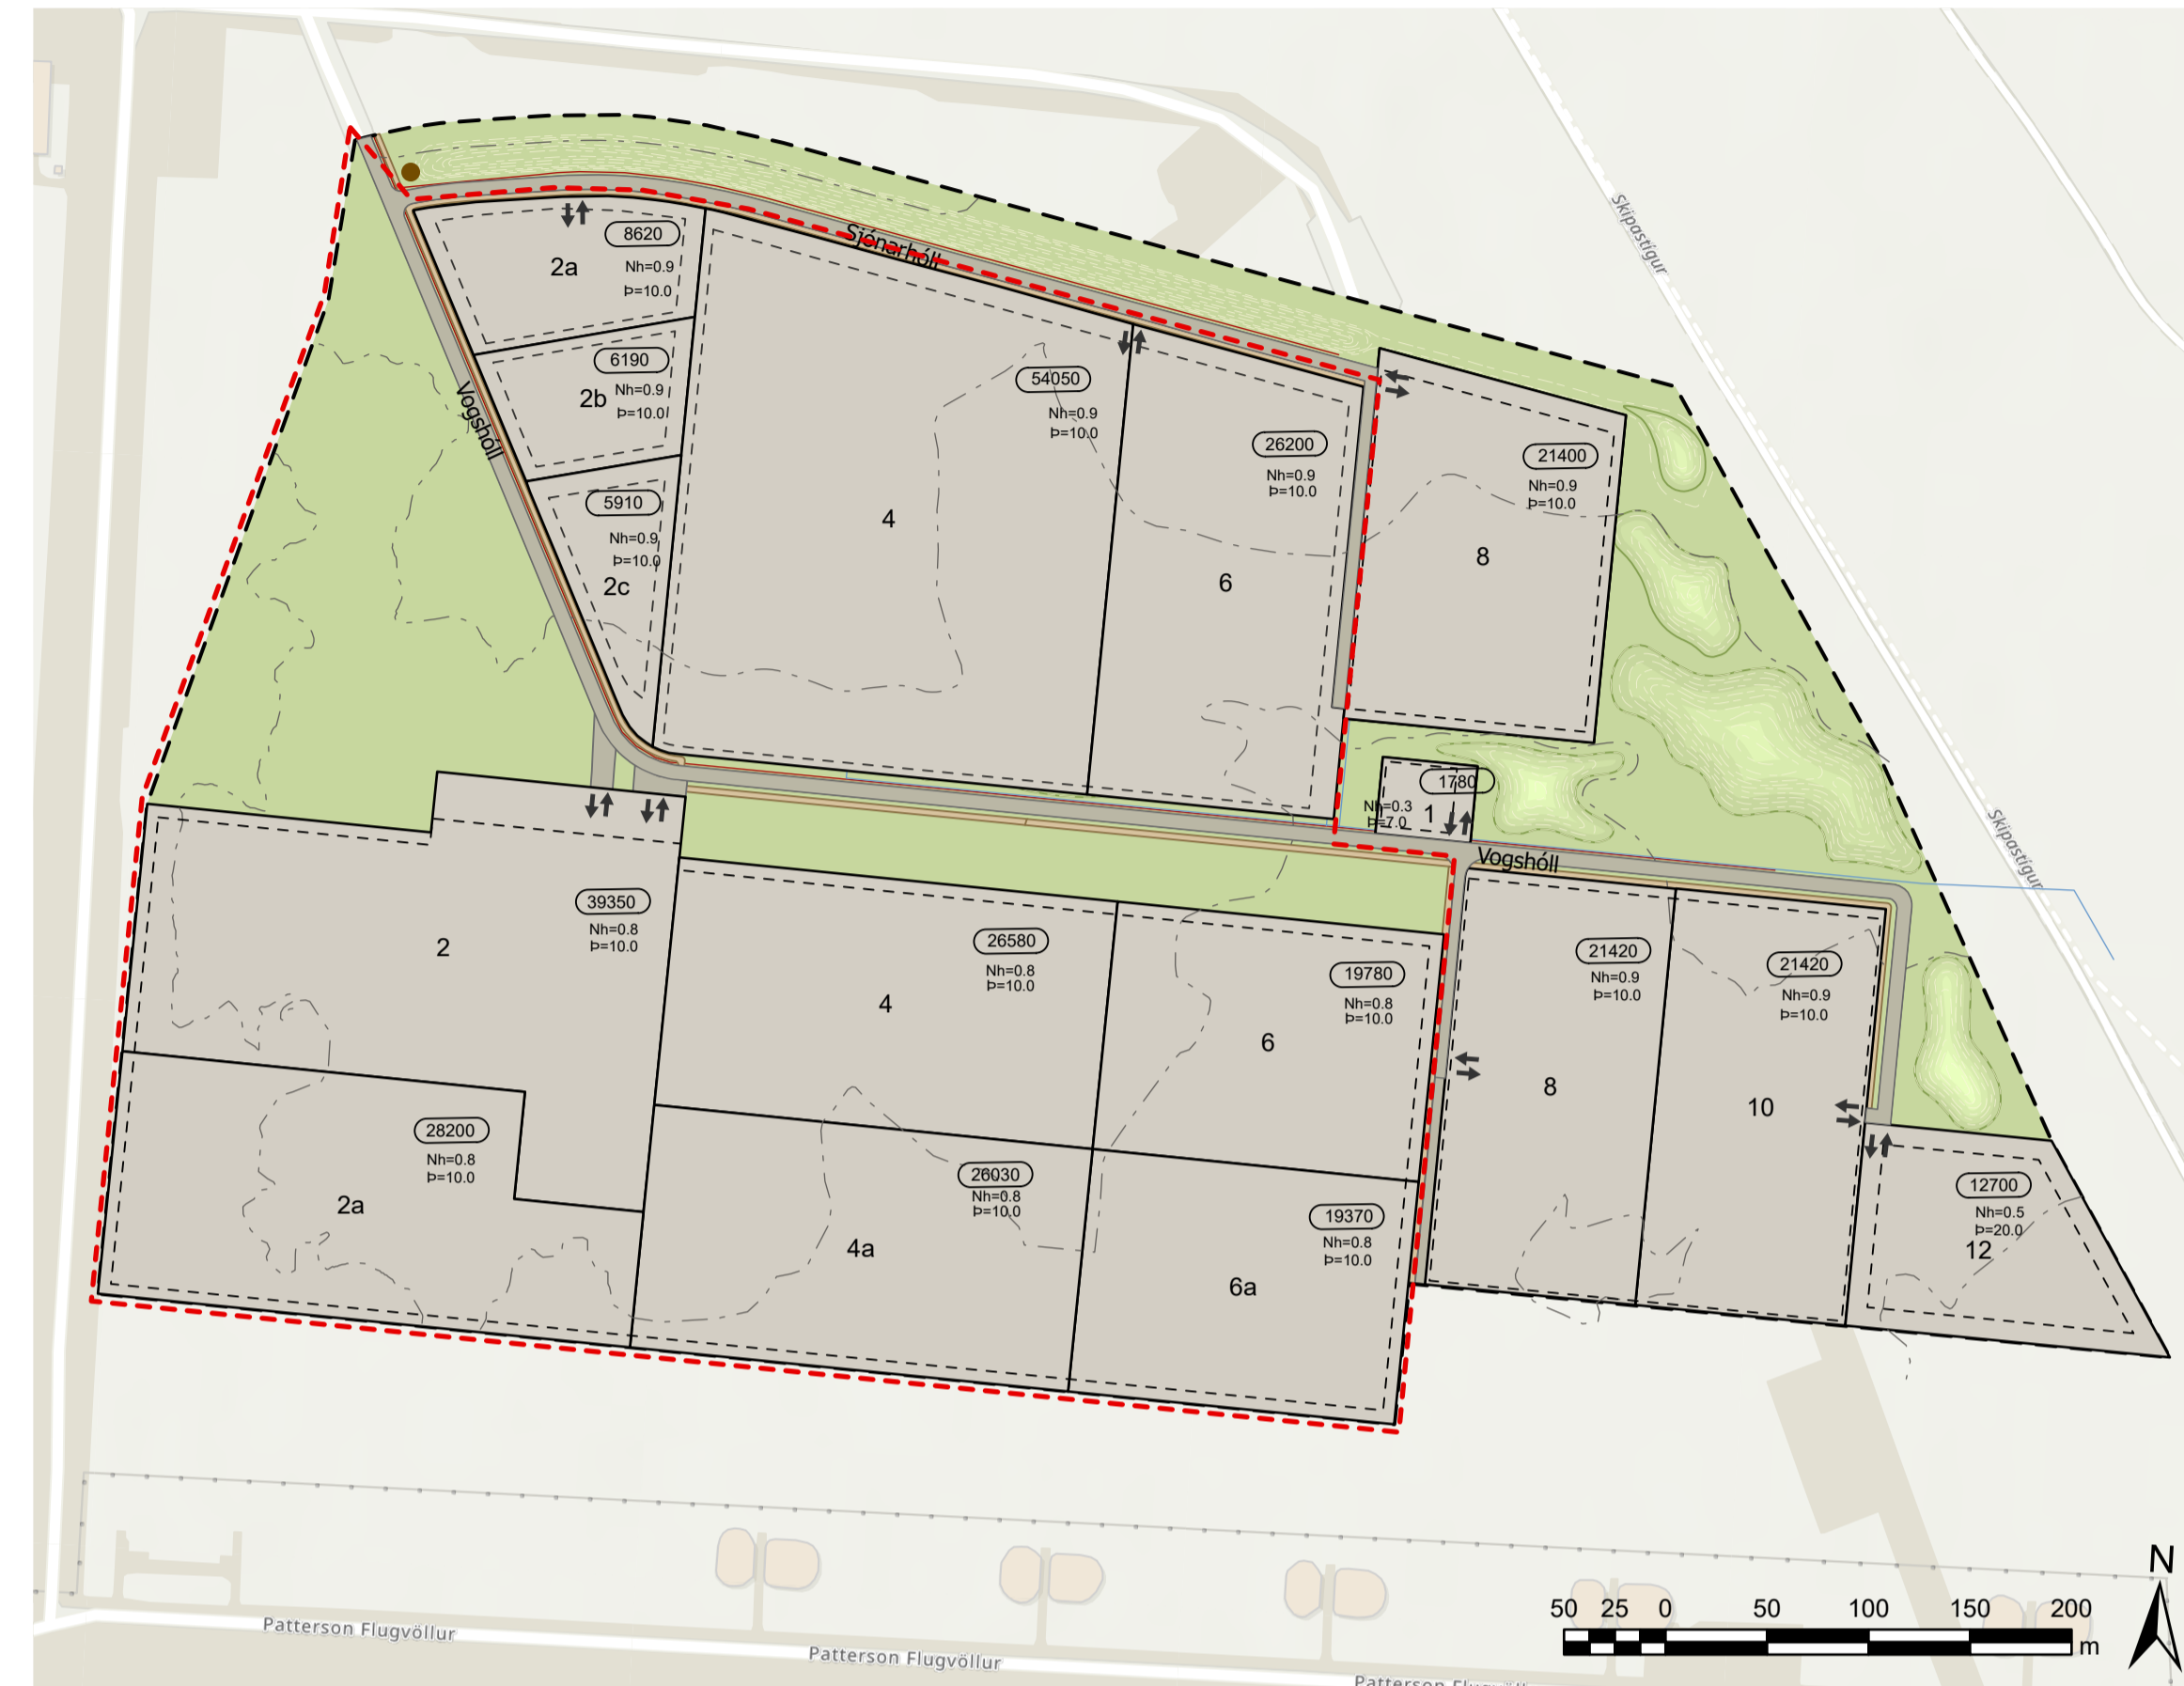 Skipastígur
Sjónarhóll
8620
2a
Nh=0.9
Þ=10.0
6190
2b
Nh=0.9
Þ=10.0
5910
Nh=0.9
Þ=10.0
2c
Vogshóll
54050
Nh=0.9
Þ=10.0
4
26200
Nh=0.9
Þ=10.0
6
21400
Nh=0.9
Þ=10.0
8
1780
Nh=0.3
Þ=7.0
1
Vogshóll
Skipastígur
39350
Nh=0.8
Þ=10.0
2
26580
Nh=0.8
Þ=10.0
4
19780
Nh=0.8
Þ=10.0
6
21420
Nh=0.9
Þ=10.0
8
21420
Nh=0.9
Þ=10.0
10
28200
Nh=0.8
Þ=10.0
2a
26030
Nh=0.8
Þ=10.0
4a
19370
Nh=0.8
Þ=10.0
6a
12700
Nh=0.5
Þ=20.0
12
N
50 25 0 50 100 150 200
m
Patterson Flugvöllur
Patterson Flugvöllur
Patterson